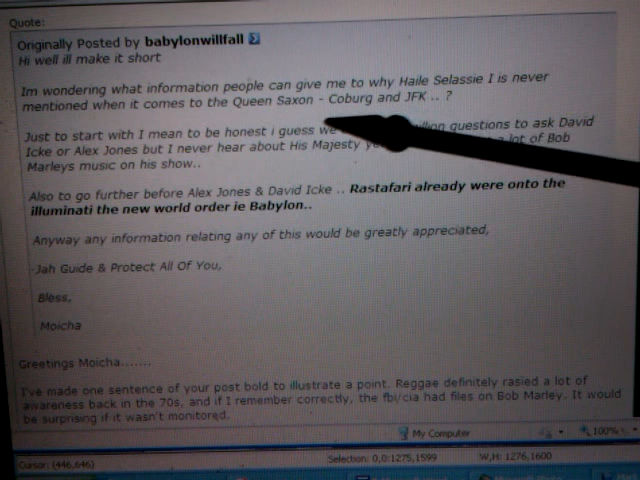 Quote:
Originally Posted by babylonwillfall
Hi well ill make it short
Im wondering what information people can give me to why Haile Selassie I is never
mentioned when it comes to the Queen Saxon - Coburg and JFK .. ?
Just to start with I mean to be honest i guess we questions to ask David
Icke or Alex Jones but I never hear about His Majesty a lot of Bob
Marleys music on his show..
Also to go further before Alex Jones & David Icke .. Rastafari already were onto the
illuminati the new world order ie Babylon..
Anyway any information relating any of this would be greatly appreciated,
Jah Guide & Protect All Of You,
Bless,
Moicha
Greetings Moicha.......
I've made one sentence of your post bold to illustrate a point. Reggae definitely rasied a lot of
awareness back in the 70s, and if I remember correctly, the fbi/cia had files on Bob Marley. It would
be surprising if it wasn't monitored.
My Computer
100%
Cursor: (446,646)
Selection: 0,0:1275,1599
W,H: 1276,1600